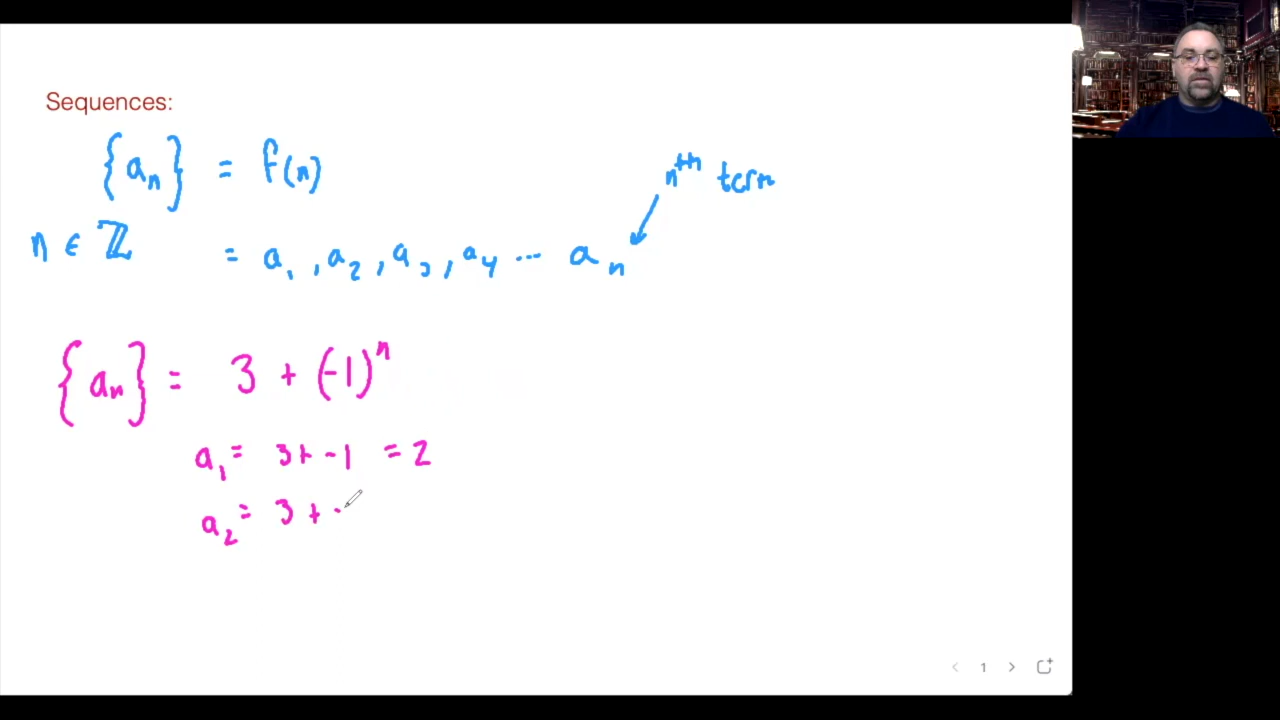 Sequences:
{aₙ} = f(n)
nᵗʰ term
n ∈ ℤ
= a₁, a₂, a₃, a₄ ... aₙ
{aₙ} = 3 + (-1)ⁿ
a₁ = 3 + -1 = 2
a₂ = 3 + -
1